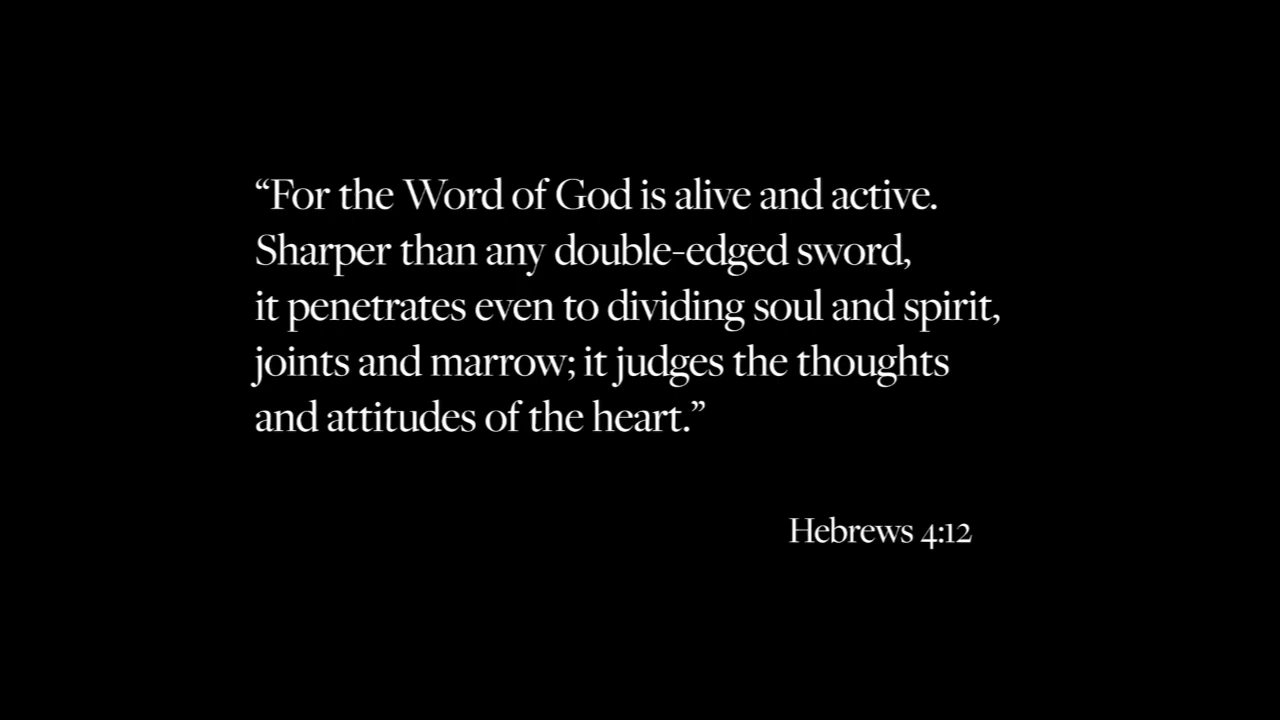 “For the Word of God is alive and active.
Sharper than any double-edged sword,
it penetrates even to dividing soul and spirit,
joints and marrow; it judges the thoughts
and attitudes of the heart.”
Hebrews 4:12